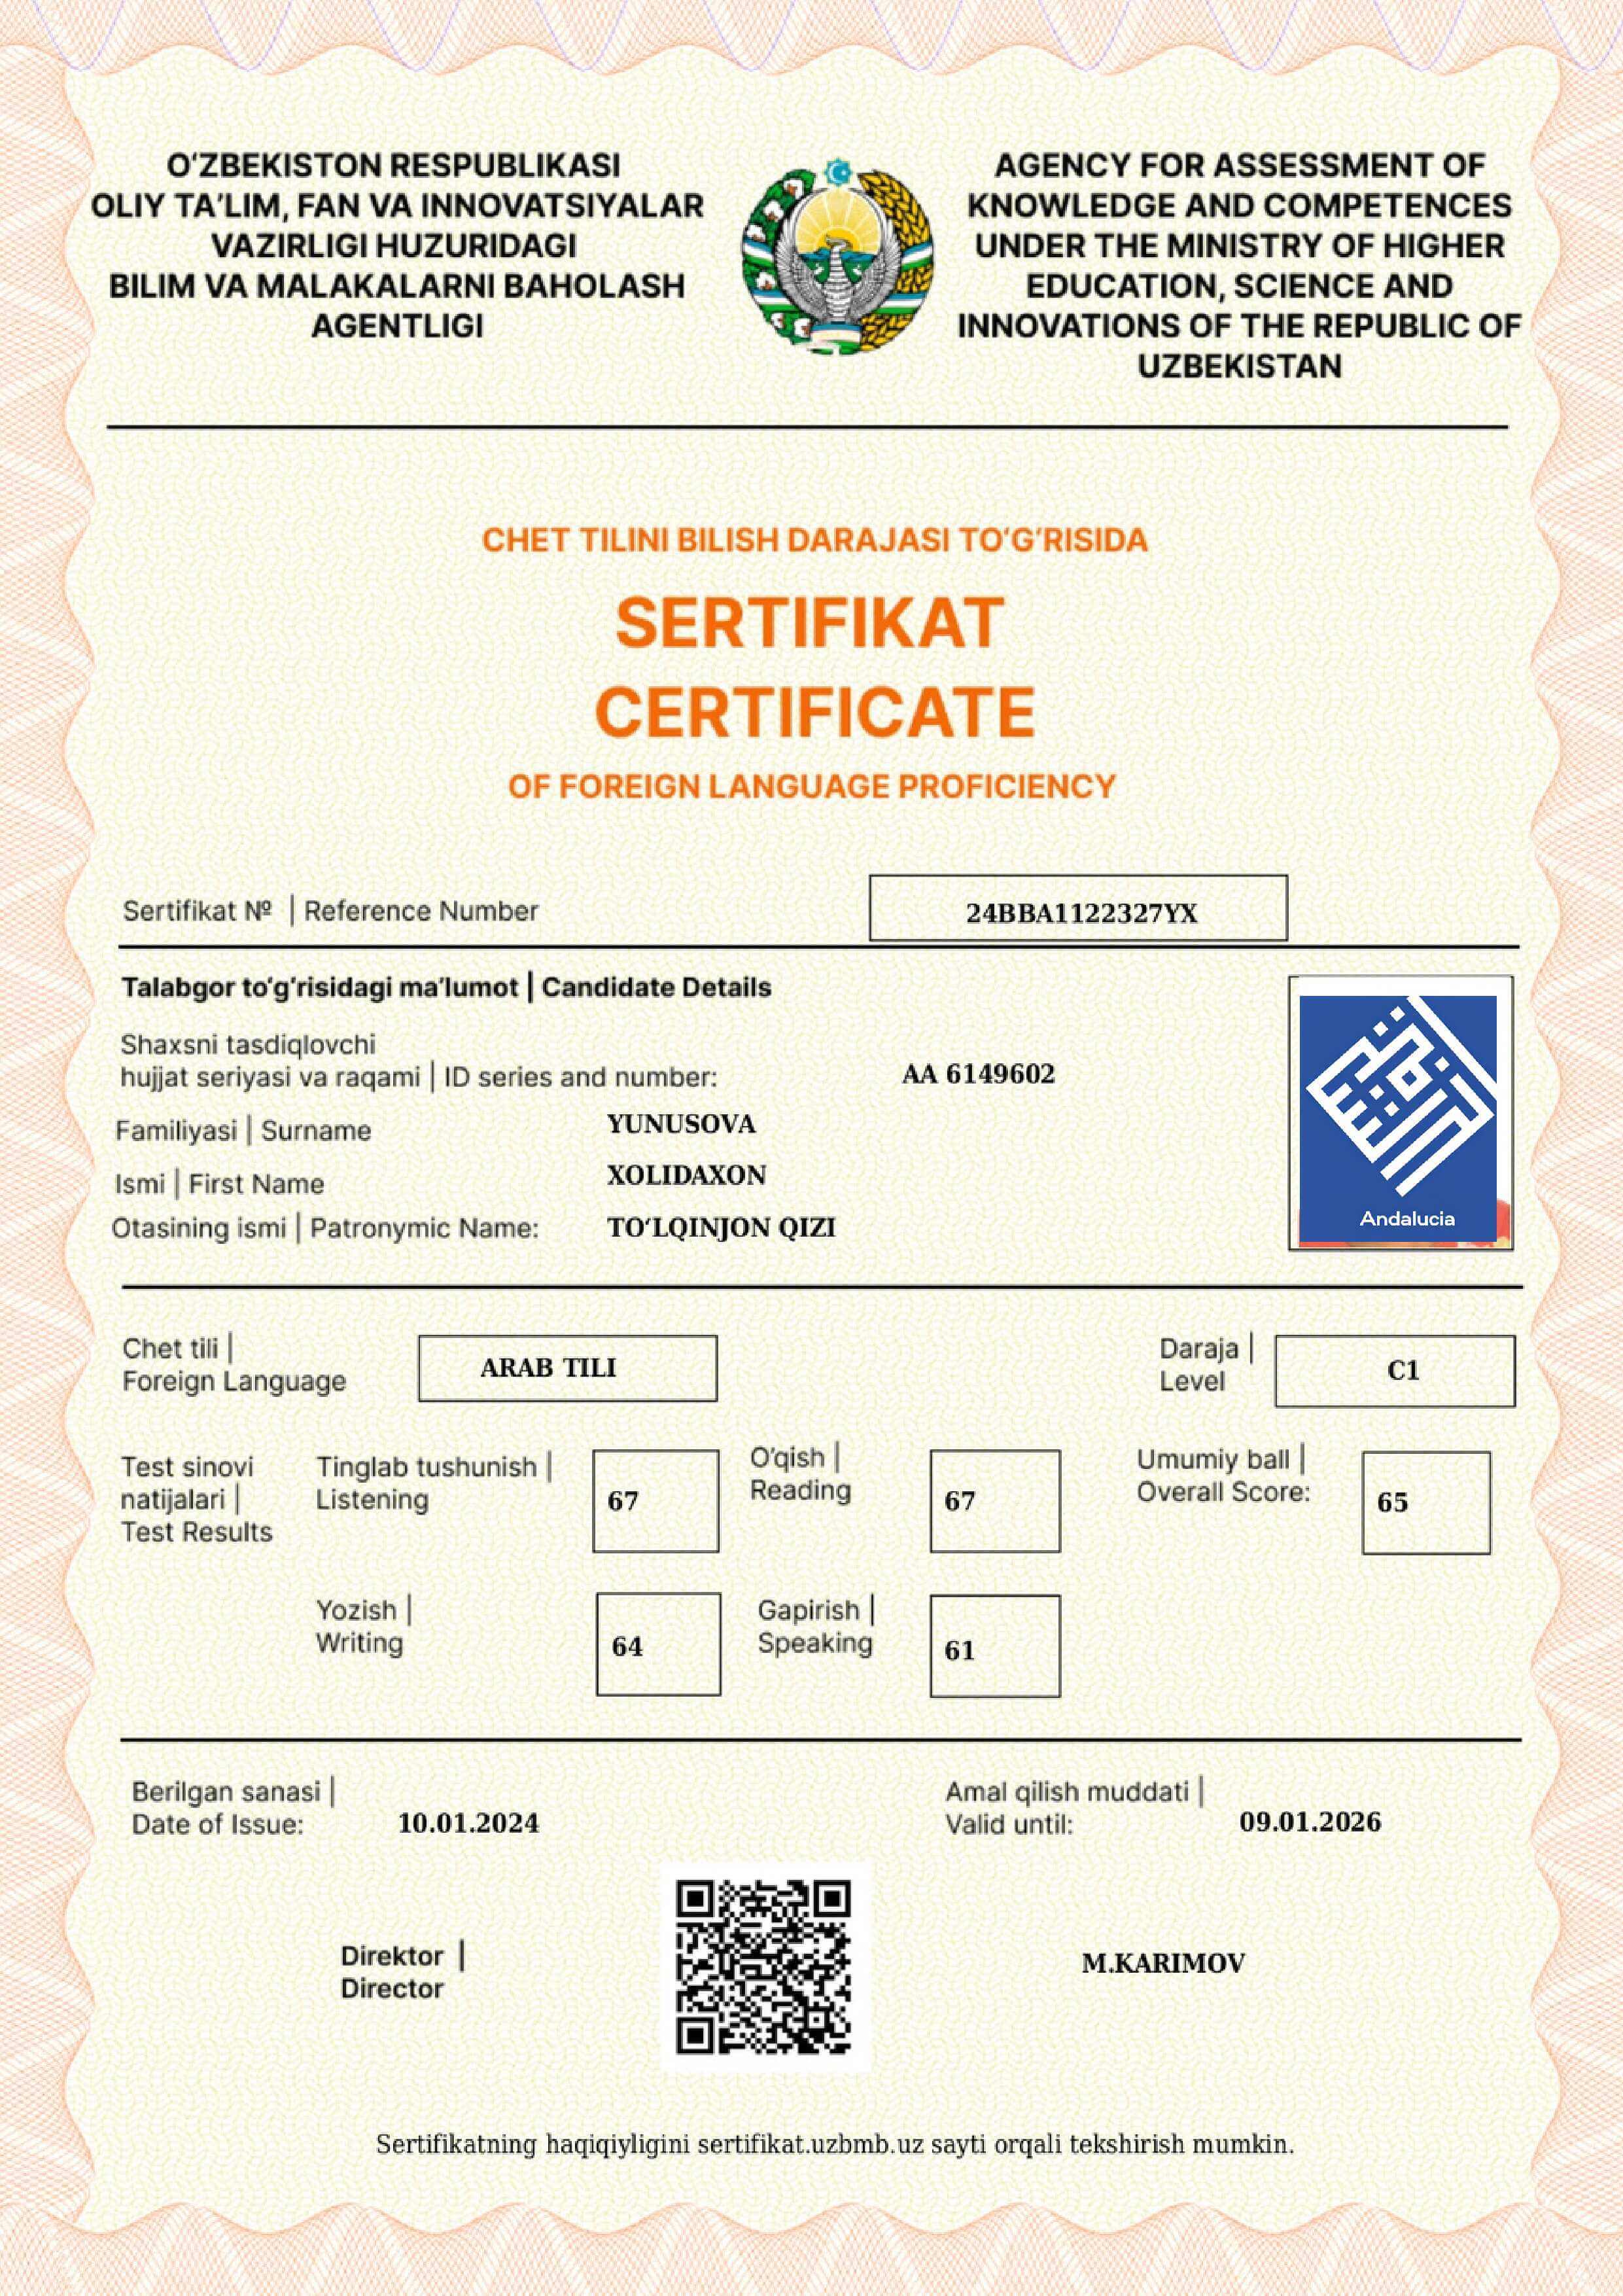 O‘ZBEKISTON RESPUBLIKASI
OLIY TA’LIM, FAN VA INNOVATSIYALAR
VAZIRLIGI HUZURIDAGI
BILIM VA MALAKALARNI BAHOLASH
AGENTLIGI
AGENCY FOR ASSESSMENT OF
KNOWLEDGE AND COMPETENCES
UNDER THE MINISTRY OF HIGHER
EDUCATION, SCIENCE AND
INNOVATIONS OF THE REPUBLIC OF
UZBEKISTAN
CHET TILINI BILISH DARAJASI TO‘G‘RISIDA
SERTIFIKAT
CERTIFICATE
OF FOREIGN LANGUAGE PROFICIENCY
Sertifikat № | Reference Number
24BBA1122327YX
Talabgor to‘g‘risidagi ma’lumot | Candidate Details
Shaxsni tasdiqlovchi
hujjat seriyasi va raqami | ID series and number:
AA 6149602
Familiyasi | Surname
YUNUSOVA
Ismi | First Name
XOLIDAXON
Otasining ismi | Patronymic Name:
TO‘LQINJON QIZI
Andalucia
Chet tili |
Foreign Language
ARAB TILI
Daraja |
Level
C1
Test sinovi
natijalari |
Test Results
Tinglab tushunish |
Listening
67
O‘qish |
Reading
67
Umumiy ball |
Overall Score:
65
Yozish |
Writing
64
Gapirish |
Speaking
61
Berilgan sanasi |
Date of Issue:
10.01.2024
Amal qilish muddati |
Valid until:
09.01.2026
Direktor |
Director
M.KARIMOV
Sertifikatning haqiqiyligini sertifikat.uzbmb.uz sayti orqali tekshirish mumkin.